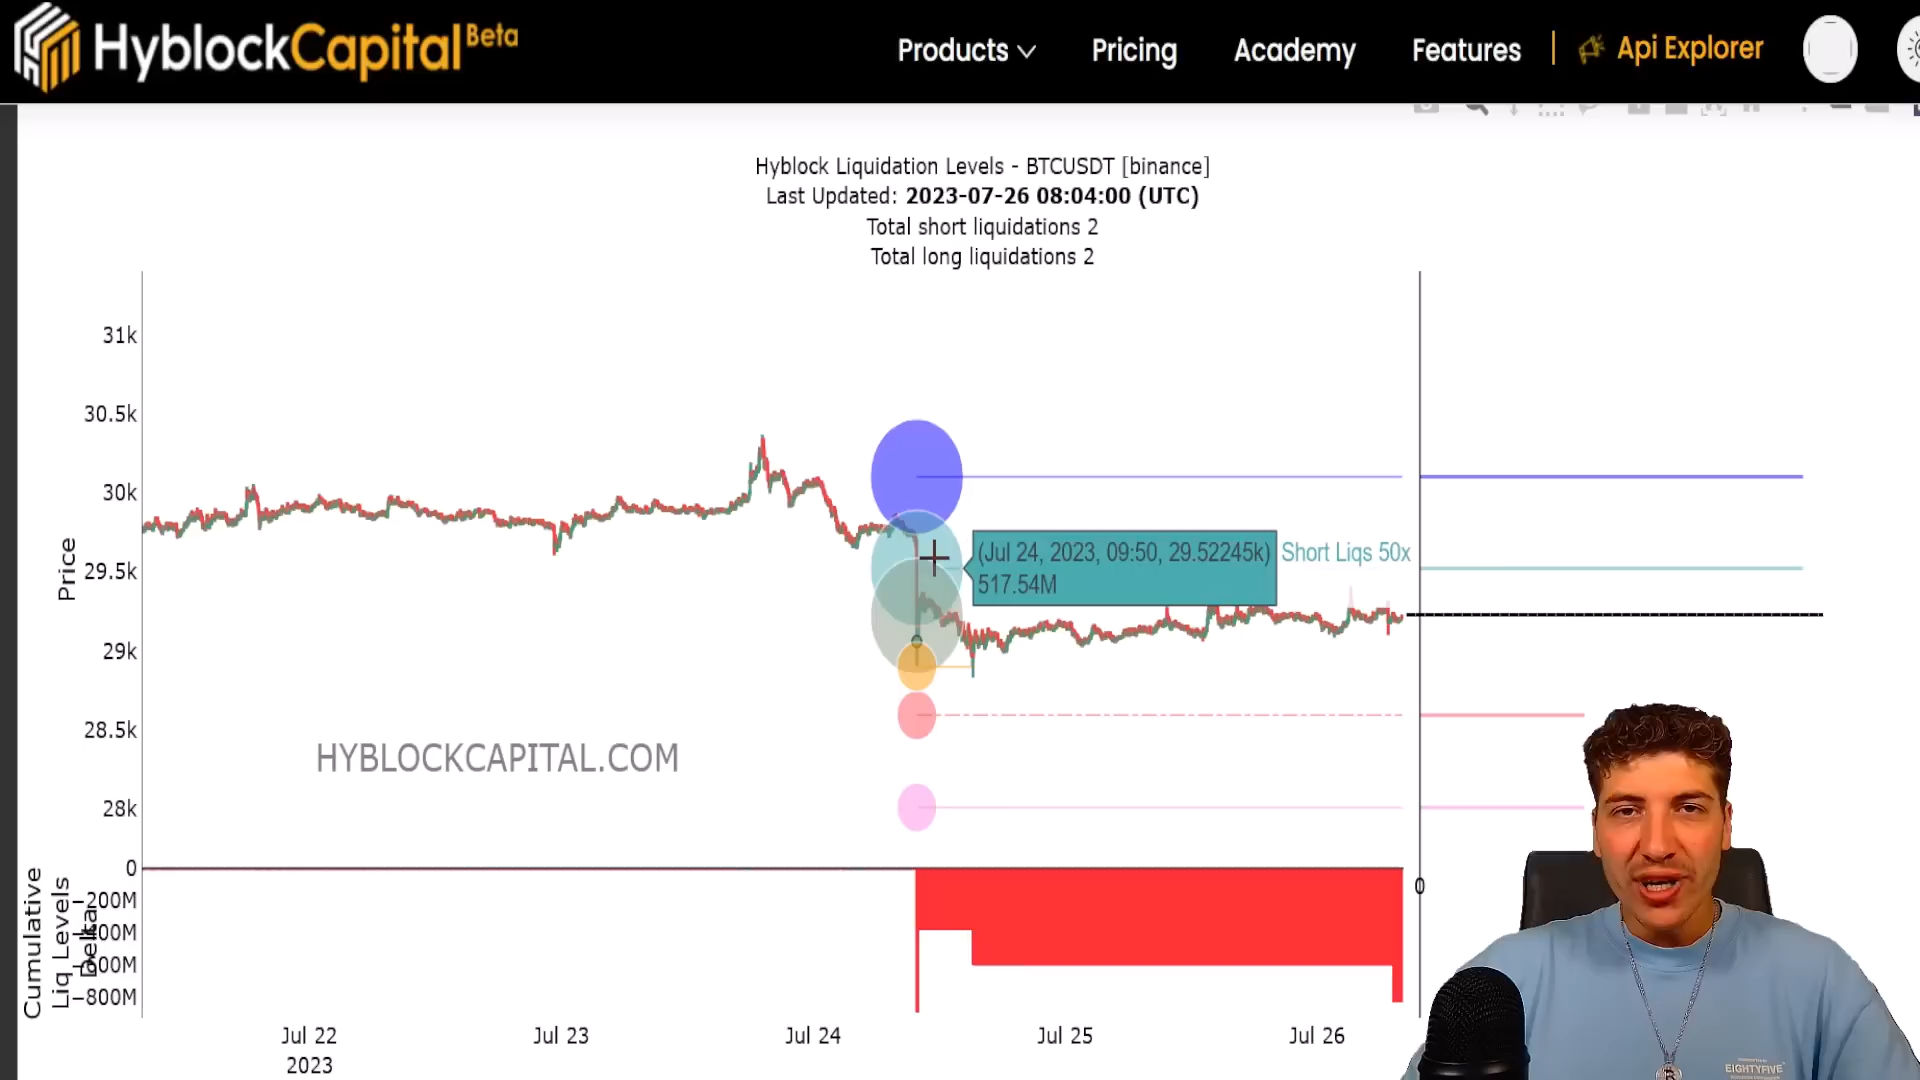 HyblockCapital Beta
Products Pricing Academy Features Api Explorer
Hyblock Liquidation Levels - BTCUSDT [binance]
Last Updated: 2023-07-26 08:04:00 (UTC)
Total short liquidations 2
Total long liquidations 2
31k
30.5k
30k
29.5k
29k
28.5k
28k
Price
(Jul 24, 2023, 09:50, 29.52245k)
517.54M
Short Liqs 50x
HYBLOCKCAPITAL.COM
0
−200M
−400M
−600M
−800M
Cumulative
Liq Levels
Delta
0
Jul 22
2023
Jul 23
Jul 24
Jul 25
Jul 26
EIGHTYFIVE